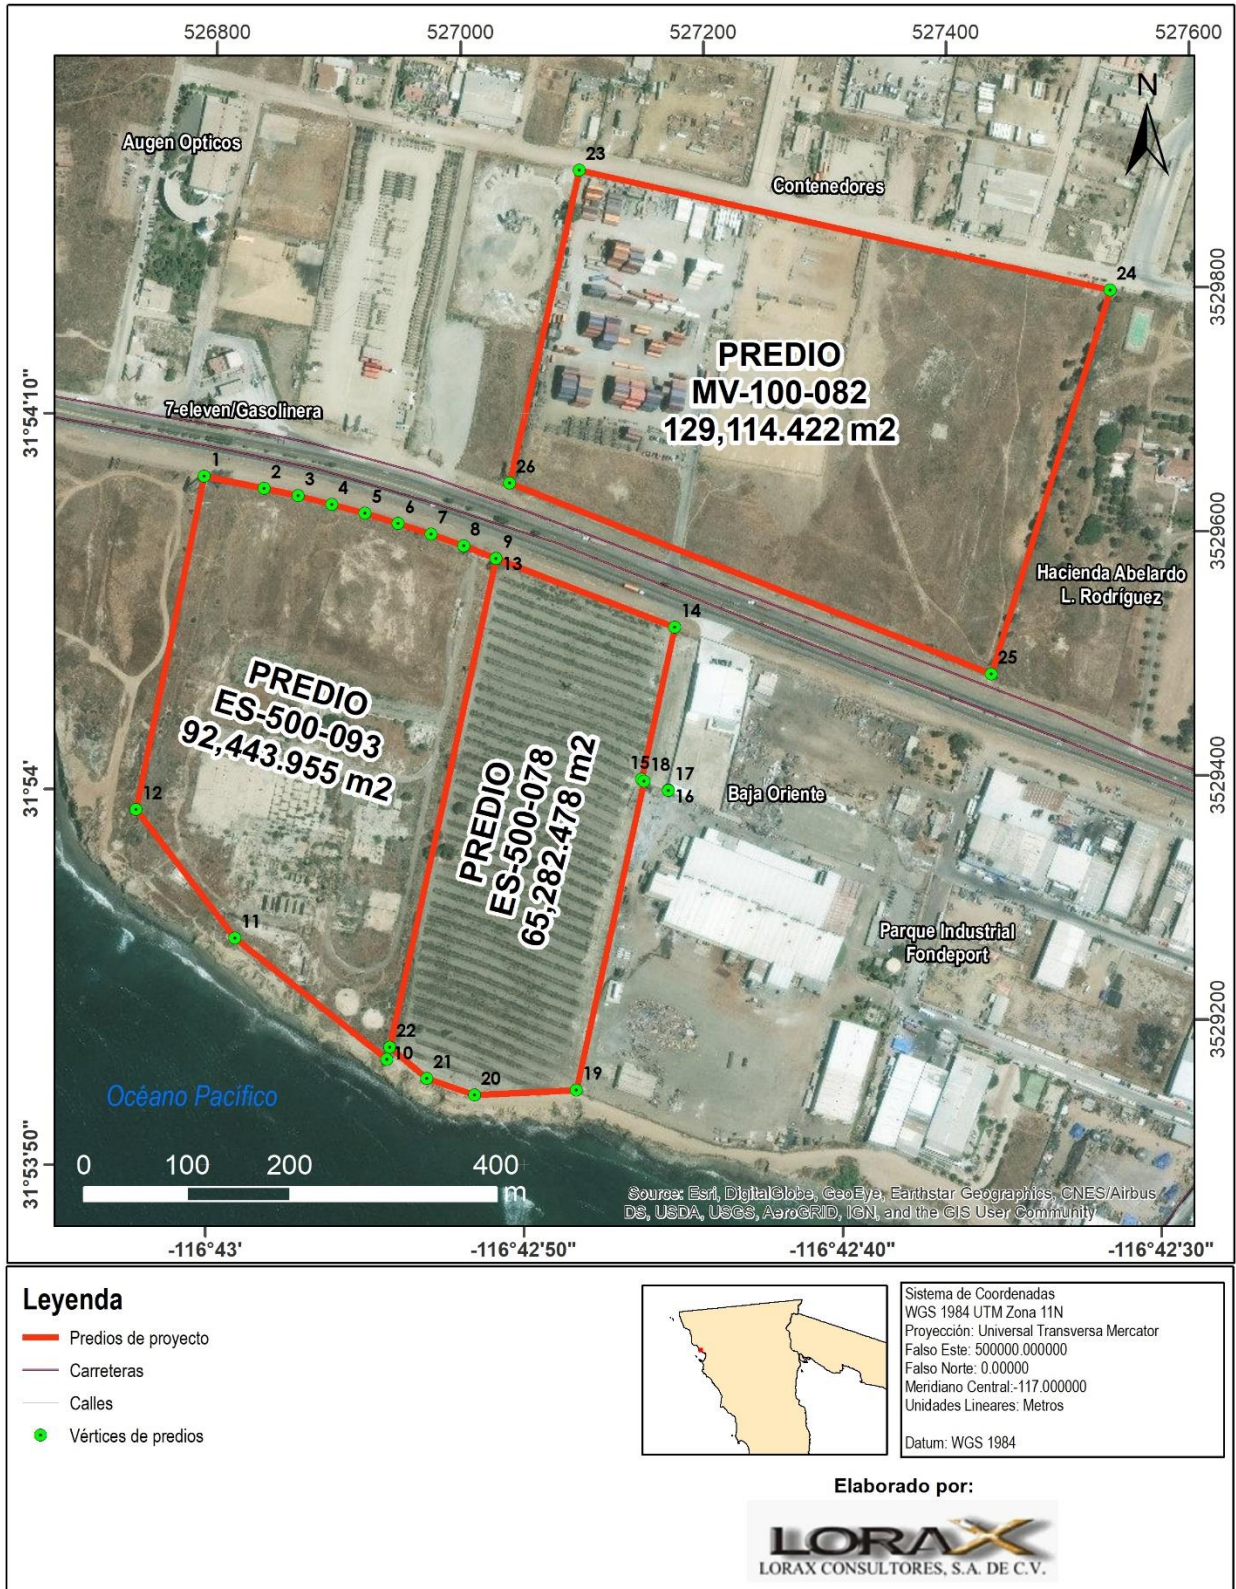 526800
527000
527200
527400
527600
N
Augen Opticos
23
Contenedores
24
3529800
PREDIO
MV-100-082
129,114.422 m2
31°54'10"
7-eleven/Gasolinera
26
1
2
3
4
5
6
7
8
9
13
3529600
Hacienda Abelardo
L. Rodríguez
14
25
PREDIO
ES-500-093
92,443.955 m2
PREDIO
ES-500-078
65,282.478 m2
15
18
17
16
Baja Oriente
3529400
31°54'
12
11
Parque Industrial
Fondeport
3529200
22
10
21
20
19
Océano Pacífico
31°53'50"
0
100
200
400
m
Source: Esri, DigitalGlobe, GeoEye, Earthstar Geographics, CNES/Airbus
DS, USDA, USGS, AeroGRID, IGN, and the GIS User Community
-116°43'
-116°42'50"
-116°42'40"
-116°42'30"
Leyenda
Predios de proyecto
Carreteras
Calles
Vértices de predios
Sistema de Coordenadas
WGS 1984 UTM Zona 11N
Proyección: Universal Transversa Mercator
Falso Este: 500000.000000
Falso Norte: 0.00000
Meridiano Central:-117.000000
Unidades Lineares: Metros
Datum: WGS 1984
Elaborado por:
LORAX
LORAX CONSULTORES, S.A. DE C.V.